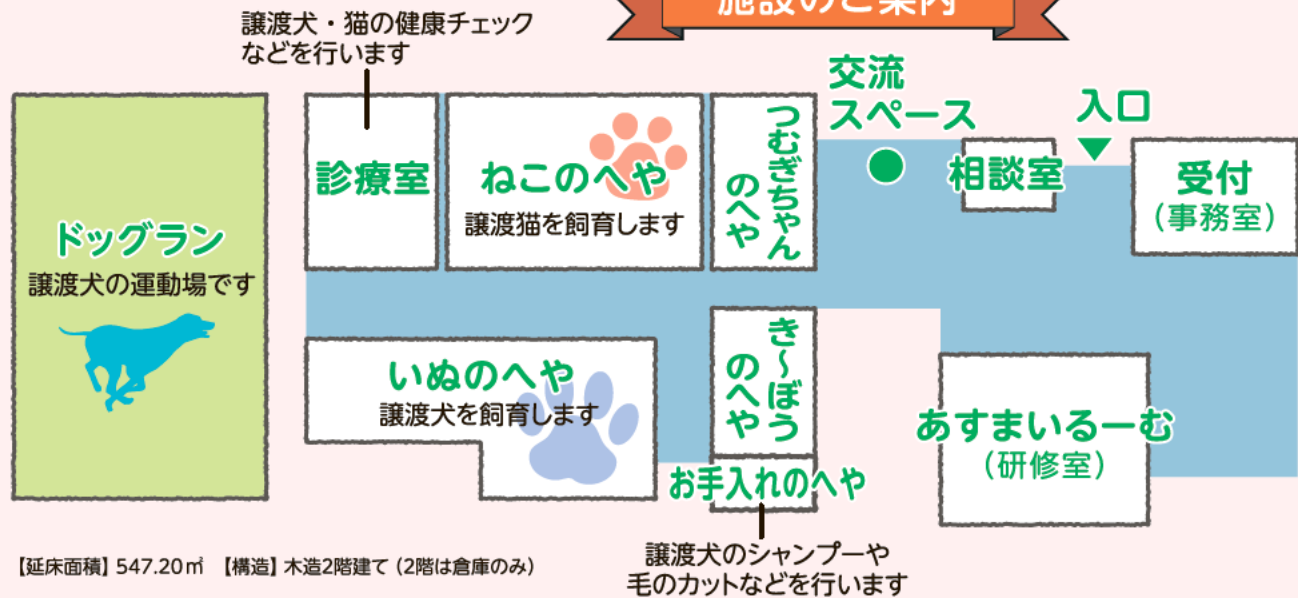 施設のご案内
譲渡犬・猫の健康チェック
などを行います
交流
スペース
入口
診療室
ねこのへや
譲渡猫を飼育します
つむぎちゃん
のへや
相談室
受付
（事務室）
ドッグラン
譲渡犬の運動場です
いぬのへや
譲渡犬を飼育します
き～ぼう
のへや
お手入れのへや
あすまいるーむ
（研修室）
譲渡犬のシャンプーや
毛のカットなどを行います
【延床面積】547.20㎡ 【構造】木造2階建て（2階は倉庫のみ）